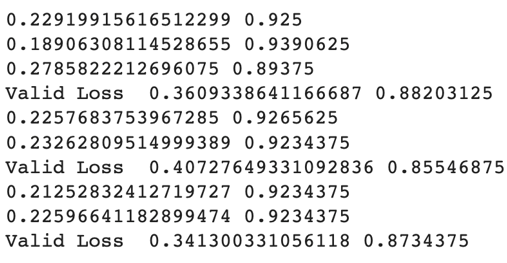 0.22919915616512299 0.925
0.18906308114528655 0.9390625
0.2785822212696075 0.89375
Valid Loss  0.3609338641166687 0.88203125
0.2257683753967285 0.9265625
0.23262809514999389 0.9234375
Valid Loss  0.40727649331092836 0.85546875
0.21252832412719727 0.9234375
0.22596641182899474 0.9234375
Valid Loss  0.341300331056118 0.8734375